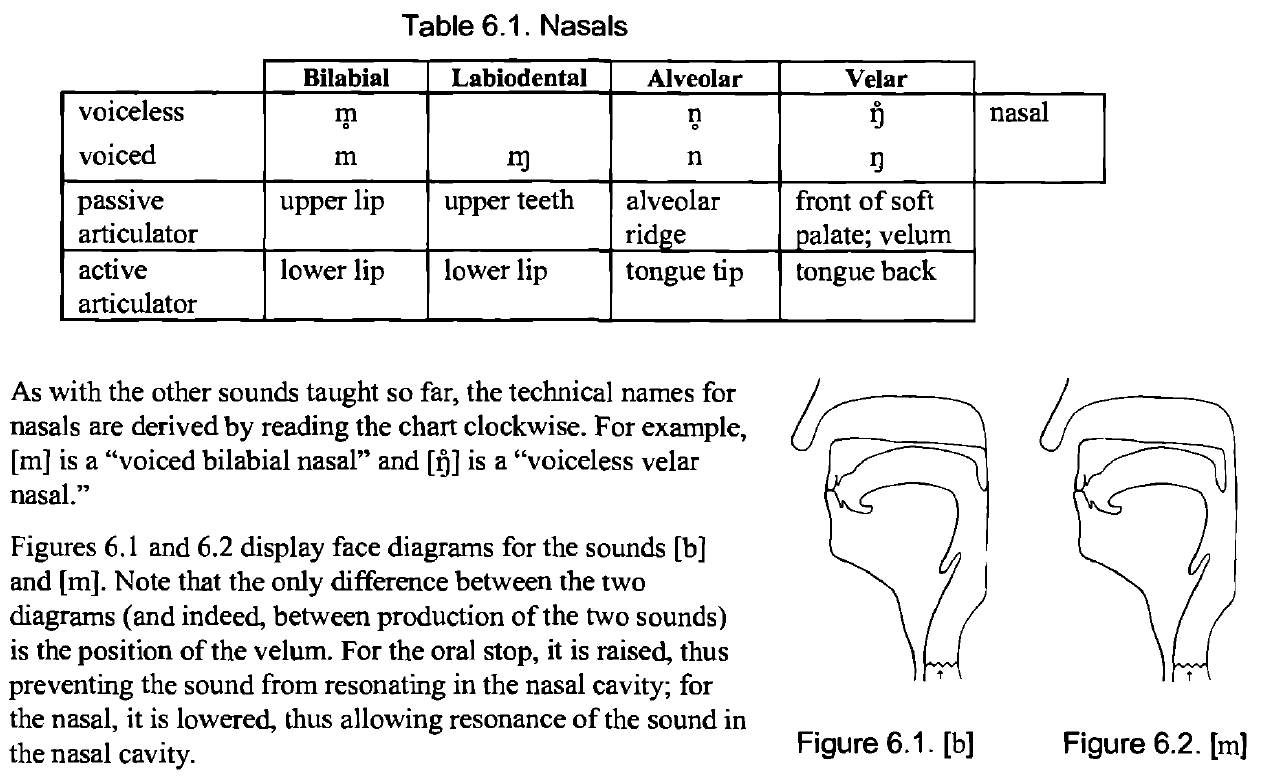 Table 6.1. Nasals
Bilabial Labiodental Alveolar Velar
voiceless m̥ n̥ ŋ̊ nasal
voiced m ɱ n ŋ
passive upper lip upper teeth alveolar front of soft
articulator ridge palate; velum
active lower lip lower lip tongue tip tongue back
articulator
As with the other sounds taught so far, the technical names for
nasals are derived by reading the chart clockwise. For example,
[m] is a “voiced bilabial nasal” and [ŋ̊] is a “voiceless velar
nasal.”
Figures 6.1 and 6.2 display face diagrams for the sounds [b]
and [m]. Note that the only difference between the two
diagrams (and indeed, between production of the two sounds)
is the position of the velum. For the oral stop, it is raised, thus
preventing the sound from resonating in the nasal cavity; for
the nasal, it is lowered, thus allowing resonance of the sound in
the nasal cavity.
Figure 6.1. [b] Figure 6.2. [m]